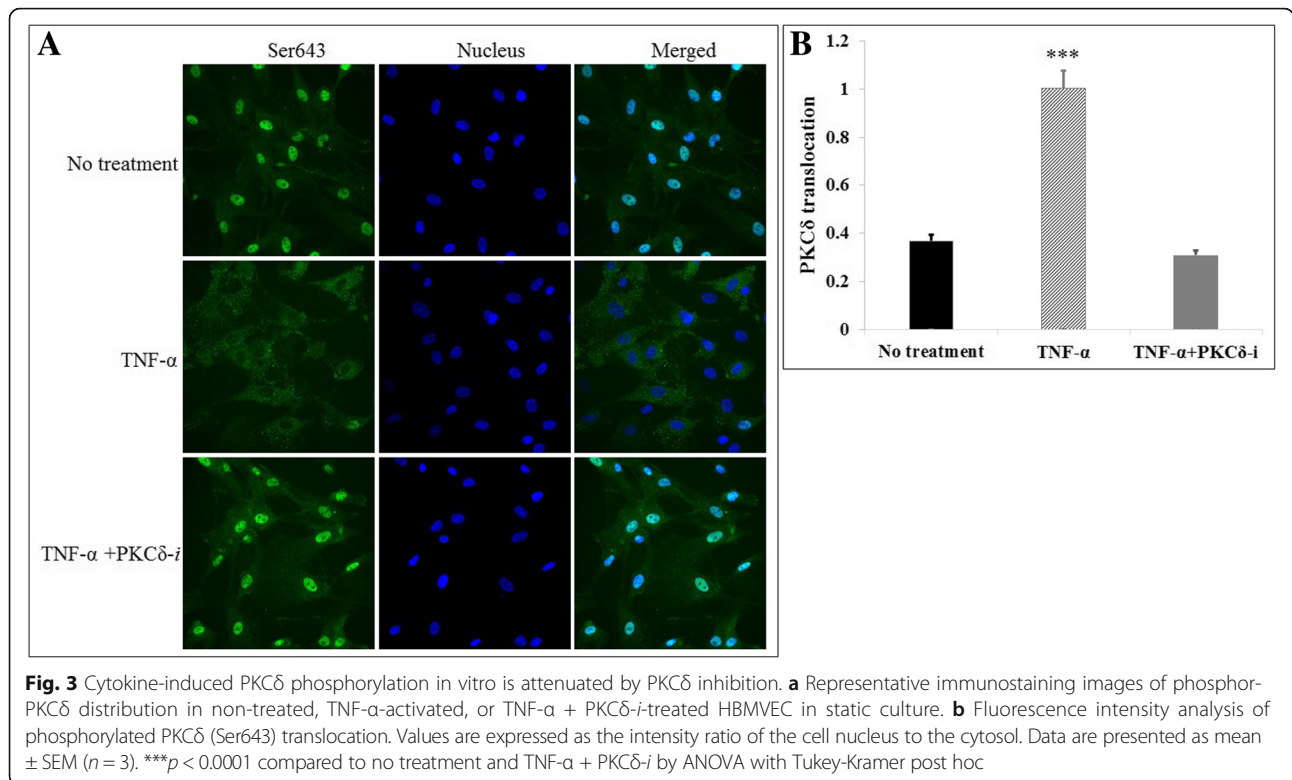 A
Ser643 Nucleus Merged
No treatment
TNF-α
TNF-α +PKCδ-i
B
1.2
1
0.8
0.6
0.4
0.2
0
PKCδ translocation
***
No treatment TNF-α TNF-α+PKCδ-i
Fig. 3 Cytokine-induced PKCδ phosphorylation in vitro is attenuated by PKCδ inhibition. a Representative immunostaining images of phosphor-
PKCδ distribution in non-treated, TNF-α-activated, or TNF-α + PKCδ-i-treated HBMVEC in static culture. b Fluorescence intensity analysis of
phosphorylated PKCδ (Ser643) translocation. Values are expressed as the intensity ratio of the cell nucleus to the cytosol. Data are presented as mean
± SEM (n = 3). ***p < 0.0001 compared to no treatment and TNF-α + PKCδ-i by ANOVA with Tukey-Kramer post hoc